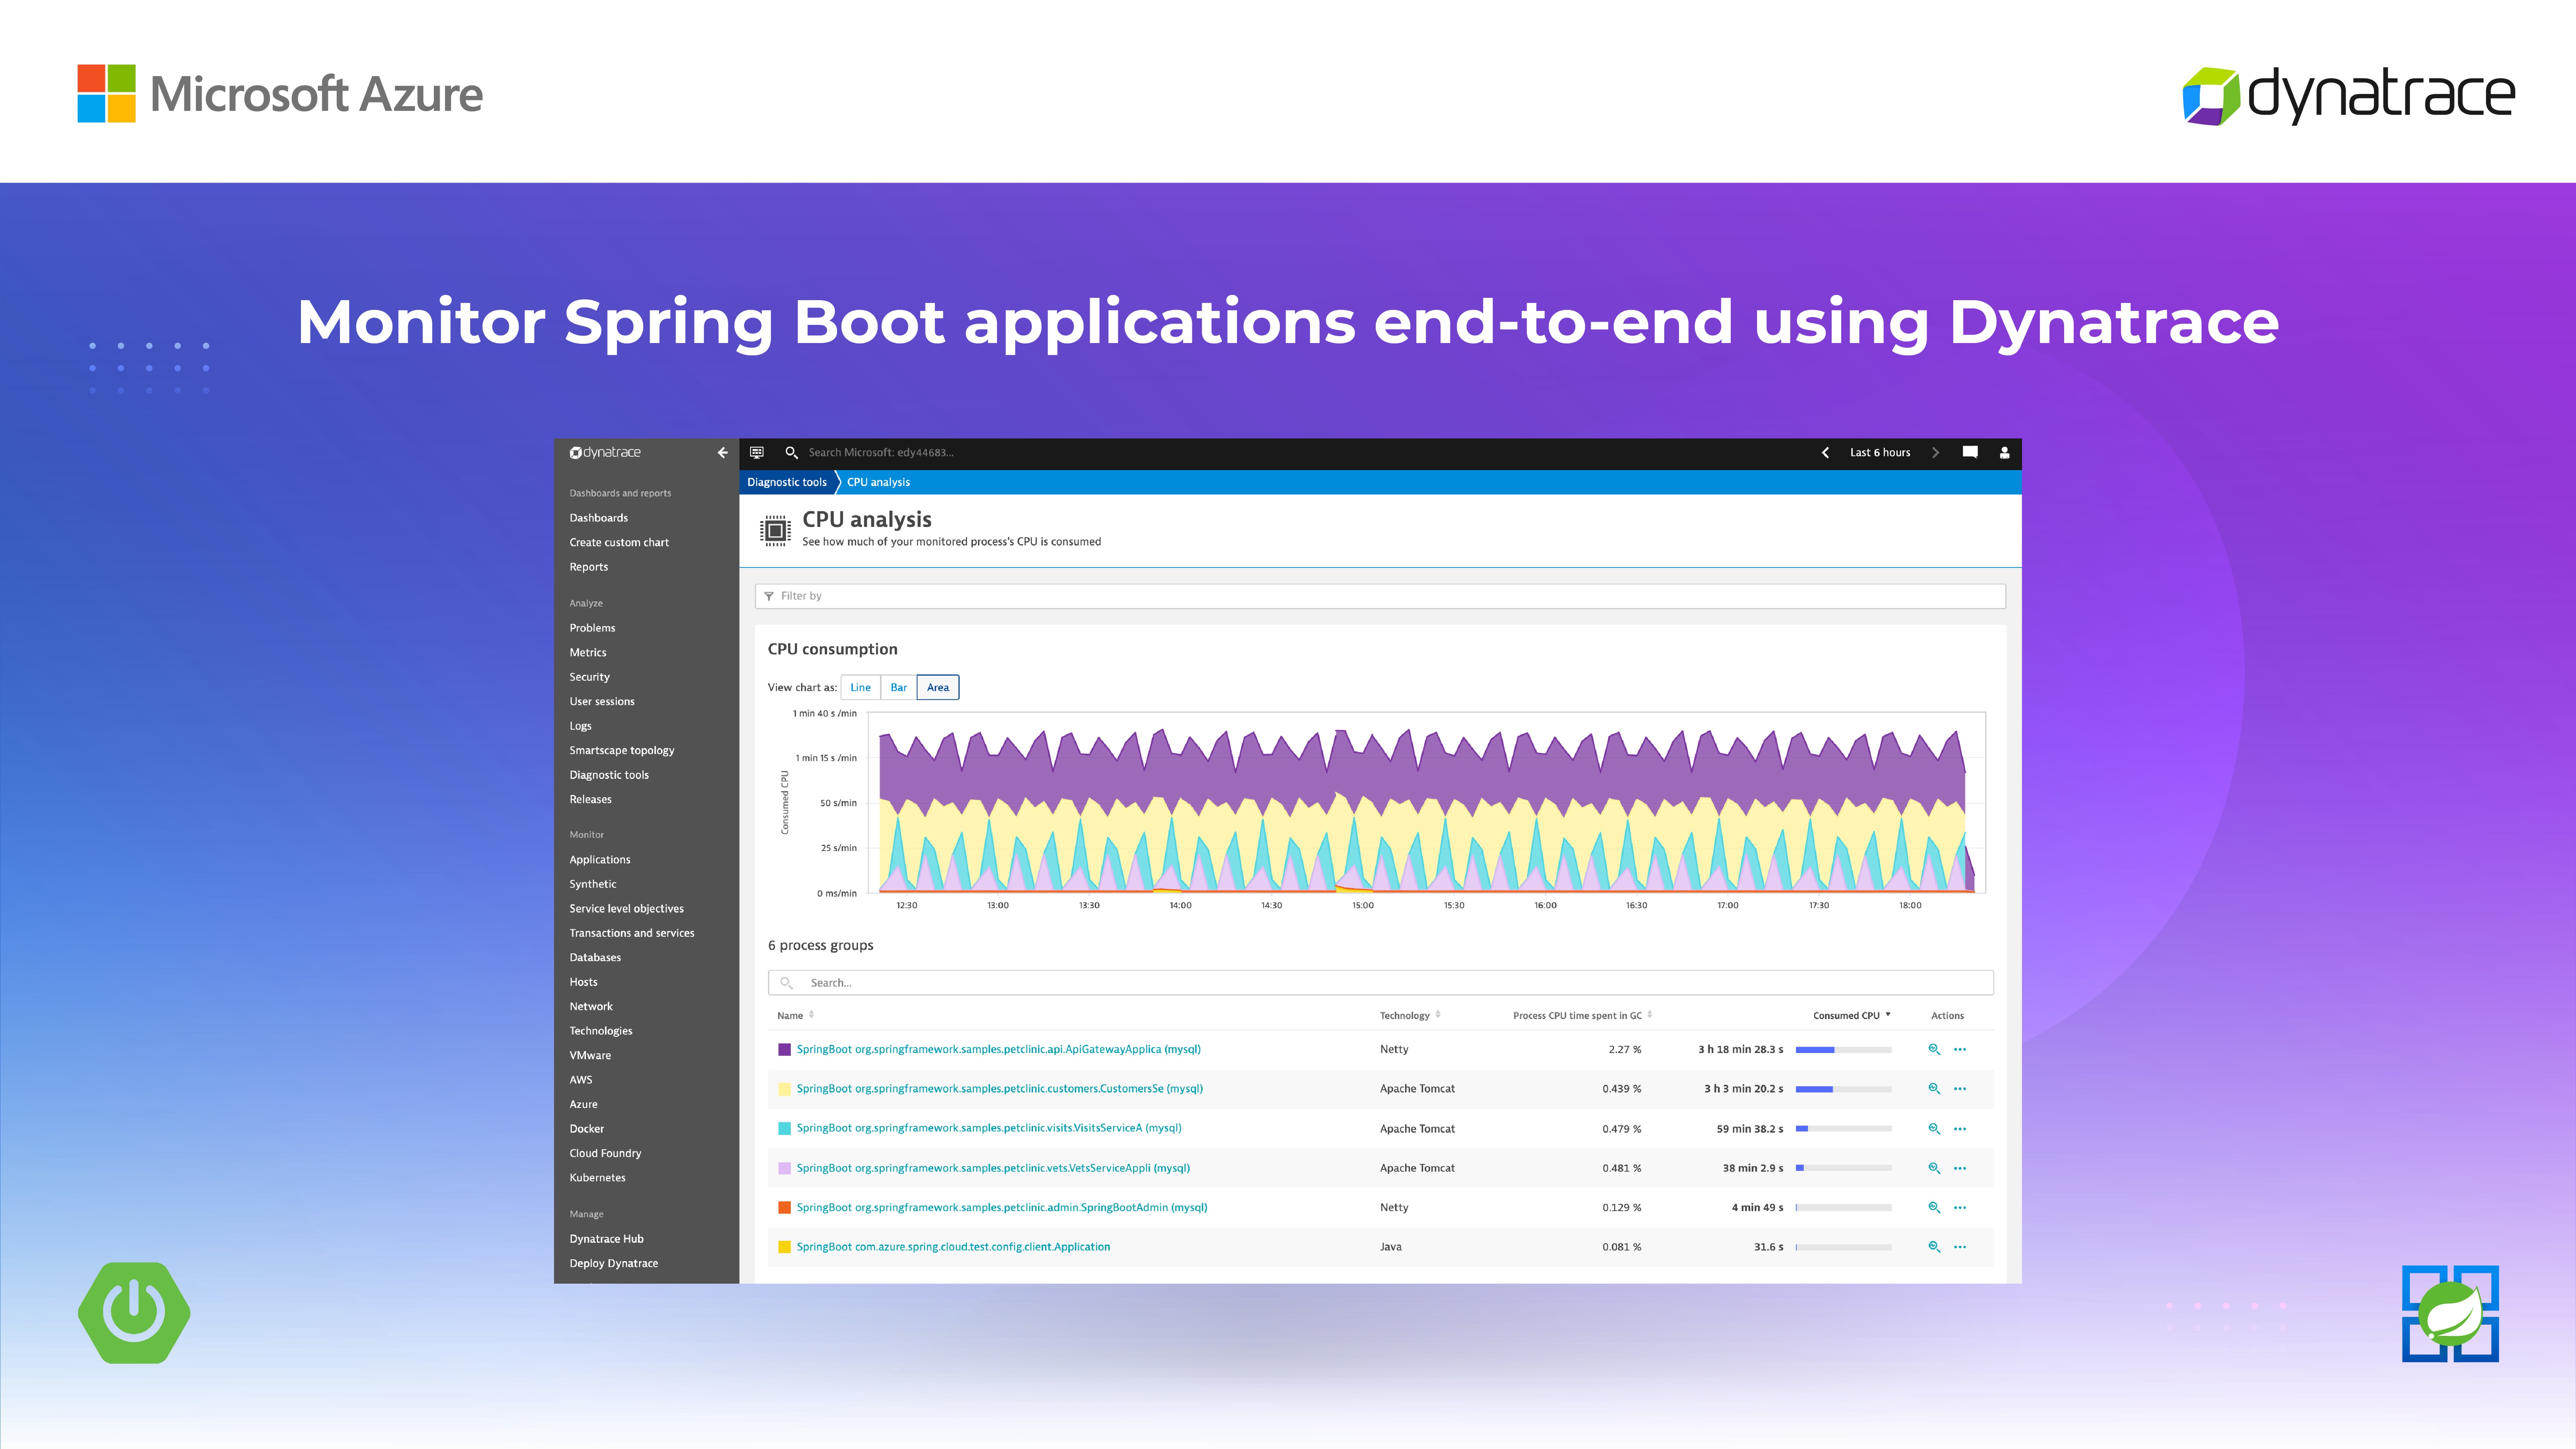 Microsoft Azure
dynatrace
Monitor Spring Boot applications end-to-end using Dynatrace
dynatrace
Search Microsoft: edy44683...
Last 6 hours
Dashboards and reports
Dashboards
Create custom chart
Reports
Analyze
Problems
Metrics
Security
User sessions
Logs
Smartscape topology
Diagnostic tools
Releases
Monitor
Applications
Synthetic
Service level objectives
Transactions and services
Databases
Hosts
Network
Technologies
VMware
AWS
Azure
Docker
Cloud Foundry
Kubernetes
Manage
Dynatrace Hub
Deploy Dynatrace
Diagnostic tools CPU analysis
CPU analysis
See how much of your monitored process's CPU is consumed
Filter by
CPU consumption
View chart as: Line Bar Area
Consumed CPU
1 min 40 s /min
1 min 15 s /min
50 s/min
25 s/min
0 ms/min
12:30 13:00 13:30 14:00 14:30 15:00 15:30 16:00 16:30 17:00 17:30 18:00
6 process groups
Search...
Name Technology Process CPU time spent in GC Consumed CPU Actions
SpringBoot org.springframework.samples.petclinic.api.ApiGatewayApplica (mysql) Netty 2.27 % 3 h 18 min 28.3 s
SpringBoot org.springframework.samples.petclinic.customers.CustomersSe (mysql) Apache Tomcat 0.439 % 3 h 3 min 20.2 s
SpringBoot org.springframework.samples.petclinic.visits.VisitsServiceA (mysql) Apache Tomcat 0.479 % 59 min 38.2 s
SpringBoot org.springframework.samples.petclinic.vets.VetsServiceAppli (mysql) Apache Tomcat 0.481 % 38 min 2.9 s
SpringBoot org.springframework.samples.petclinic.admin.SpringBootAdmin (mysql) Netty 0.129 % 4 min 49 s
SpringBoot com.azure.spring.cloud.test.config.client.Application Java 0.081 % 31.6 s